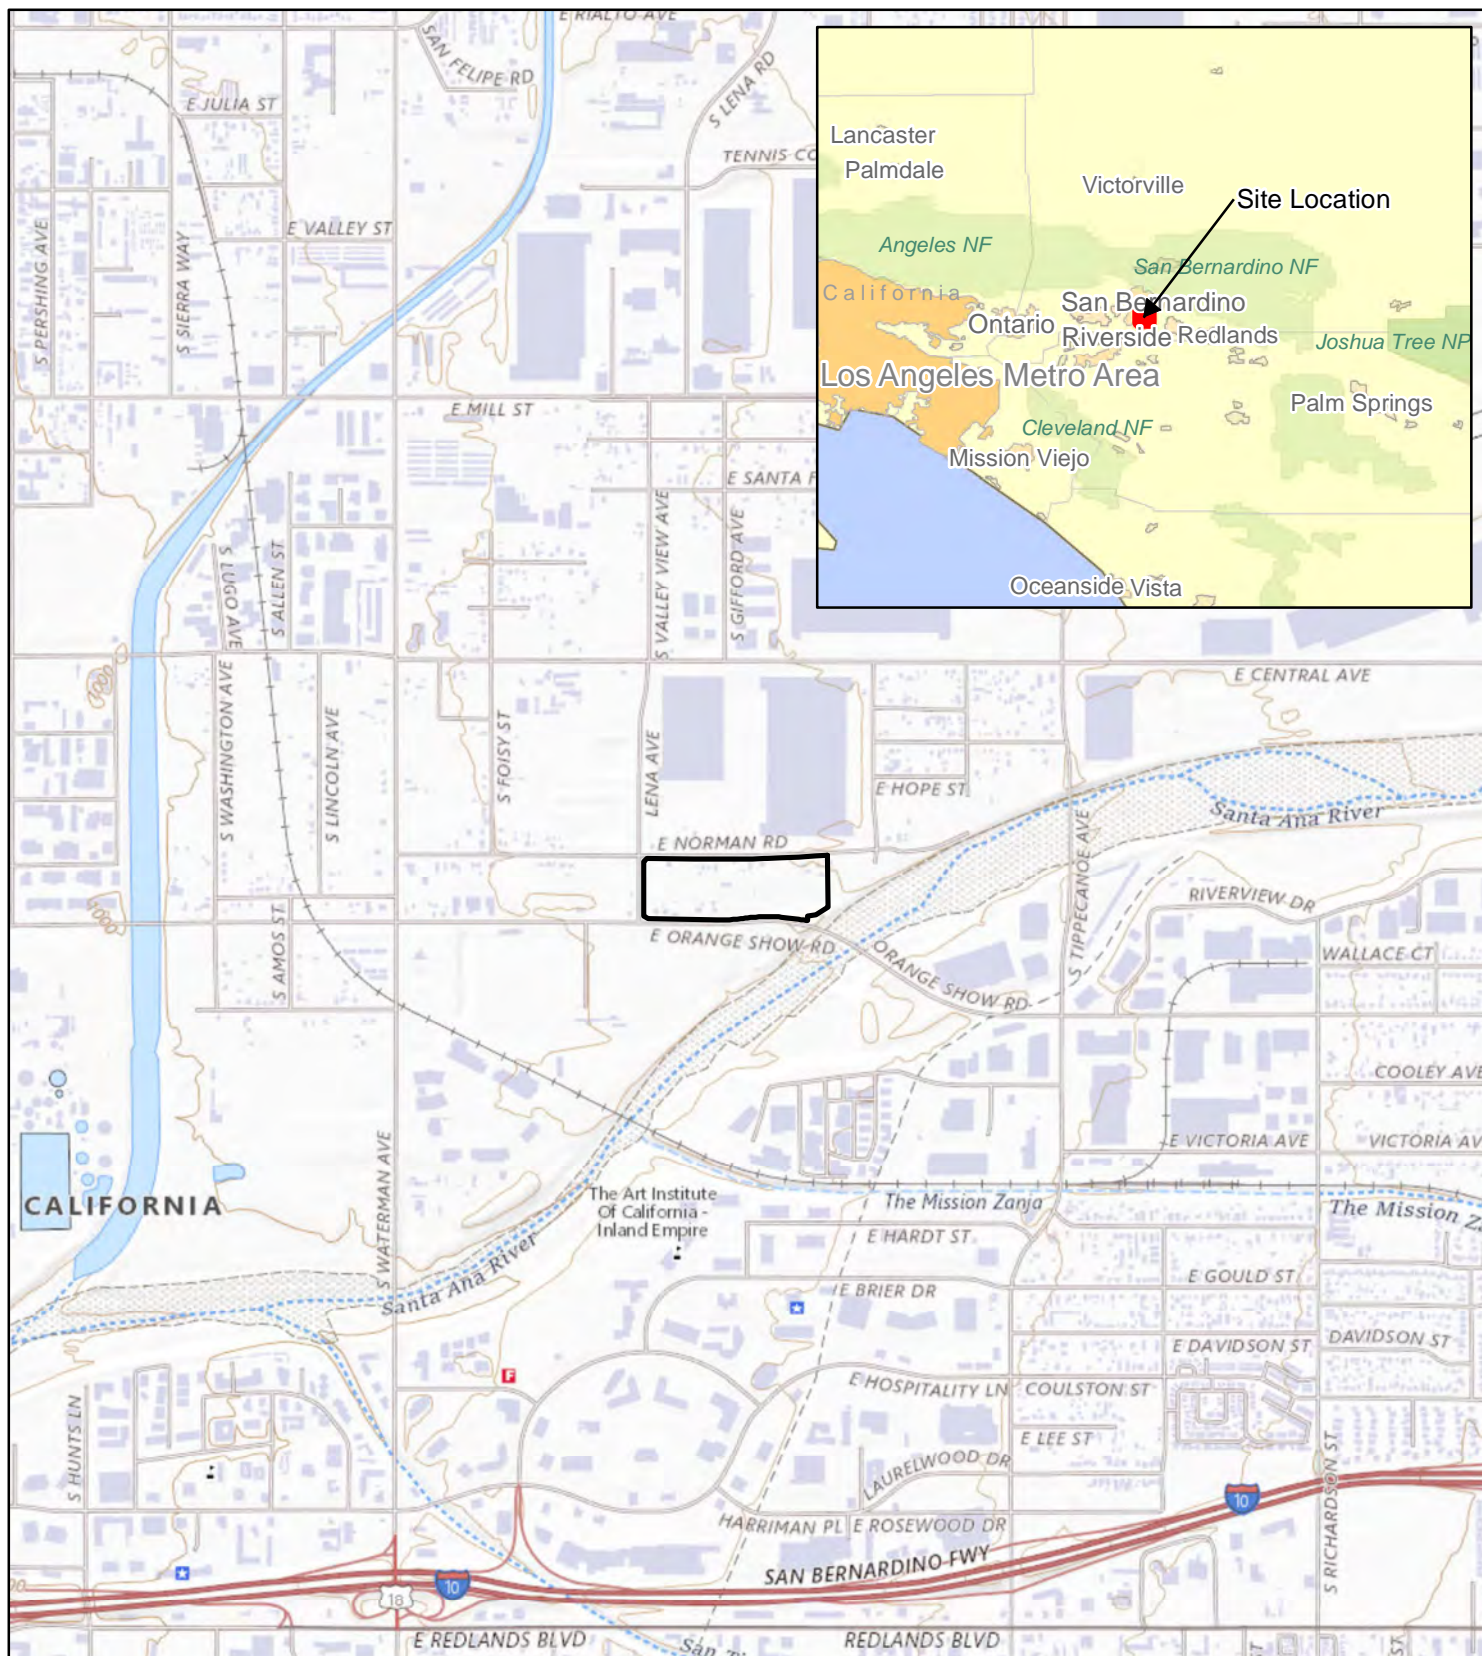 E RIALTO AVE
SAN FELIPE RD
S LENA RD
E JULIA ST
TENNIS CO
E VALLEY ST
S PERSHING AVE
S SIERRA WAY
E MILL ST
E SANTA F
Lancaster
Palmdale
Victorville
Site Location
Angeles NF
San Bernardino NF
California
San Bernardino
Ontario
Riverside
Redlands
Joshua Tree NP
Los Angeles Metro Area
Palm Springs
Cleveland NF
Mission Viejo
Oceanside
Vista
S LUGO AVE
S ALLEN ST
S VALLEY VIEW AVE
S GIFFORD AVE
1000
E CENTRAL AVE
S WASHINGTON AVE
S LINCOLN AVE
S FOISY ST
LENA AVE
E HOPE ST
Santa Ana River
E NORMAN RD
S TIPPECANOE AVE
RIVERVIEW DR
1000
S AMOS ST
E ORANGE SHOW RD
ORANGE SHOW RD
WALLACE CT
COOLEY AVE
E VICTORIA AVE
VICTORIA AV
CALIFORNIA
S WATERMAN AVE
The Art Institute
Of California -
Inland Empire
The Mission Zanja
The Mission Za
E HARDT ST
Santa Ana River
E BRIER DR
E GOULD ST
E DAVIDSON ST
DAVIDSON ST
F
E HOSPITALITY LN
COULSTON ST
S HUNTS LN
E LEE ST
LAURELWOOD DR
S RICHARDSON ST
10
HARRIMAN PL
E ROSEWOOD DR
SAN BERNARDINO FWY
10
18
E REDLANDS BLVD
REDLANDS BLVD
San Ti
ST
ST